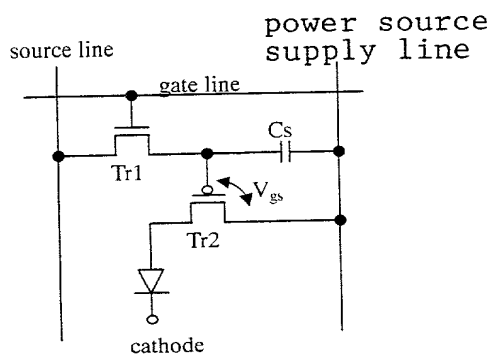 power source
supply line
source line
gate line
Cs
Tr1
Vgs
Tr2
cathode